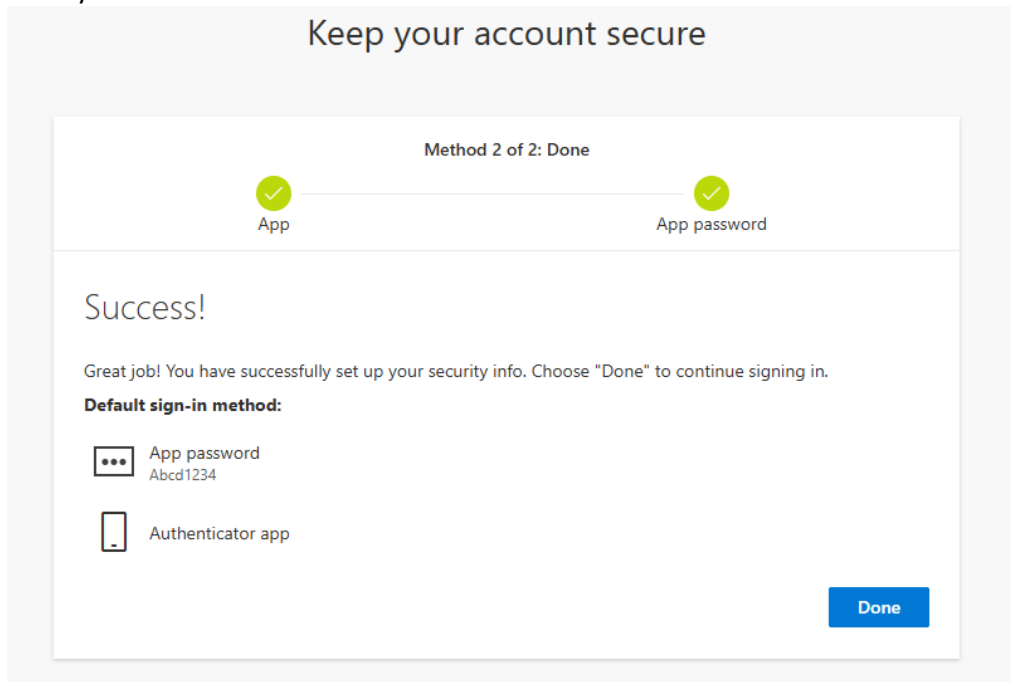 Keep your account secure
Method 2 of 2: Done
App
App password
Success!
Great job! You have successfully set up your security info. Choose "Done" to continue signing in.
Default sign-in method:
App password
Abcd1234
Authenticator app
Done